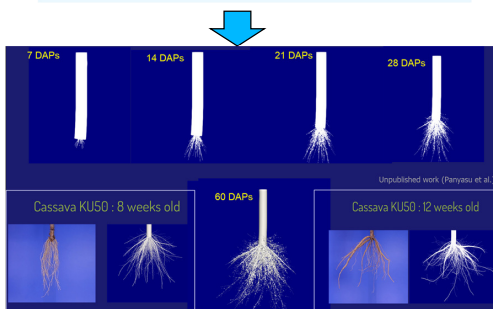 7 DAPs
14 DAPs
21 DAPs
28 DAPs
Unpublished work (Panyasu et al.)
Cassava KU50 : 8 weeks old
60 DAPs
Cassava KU50 : 12 weeks old